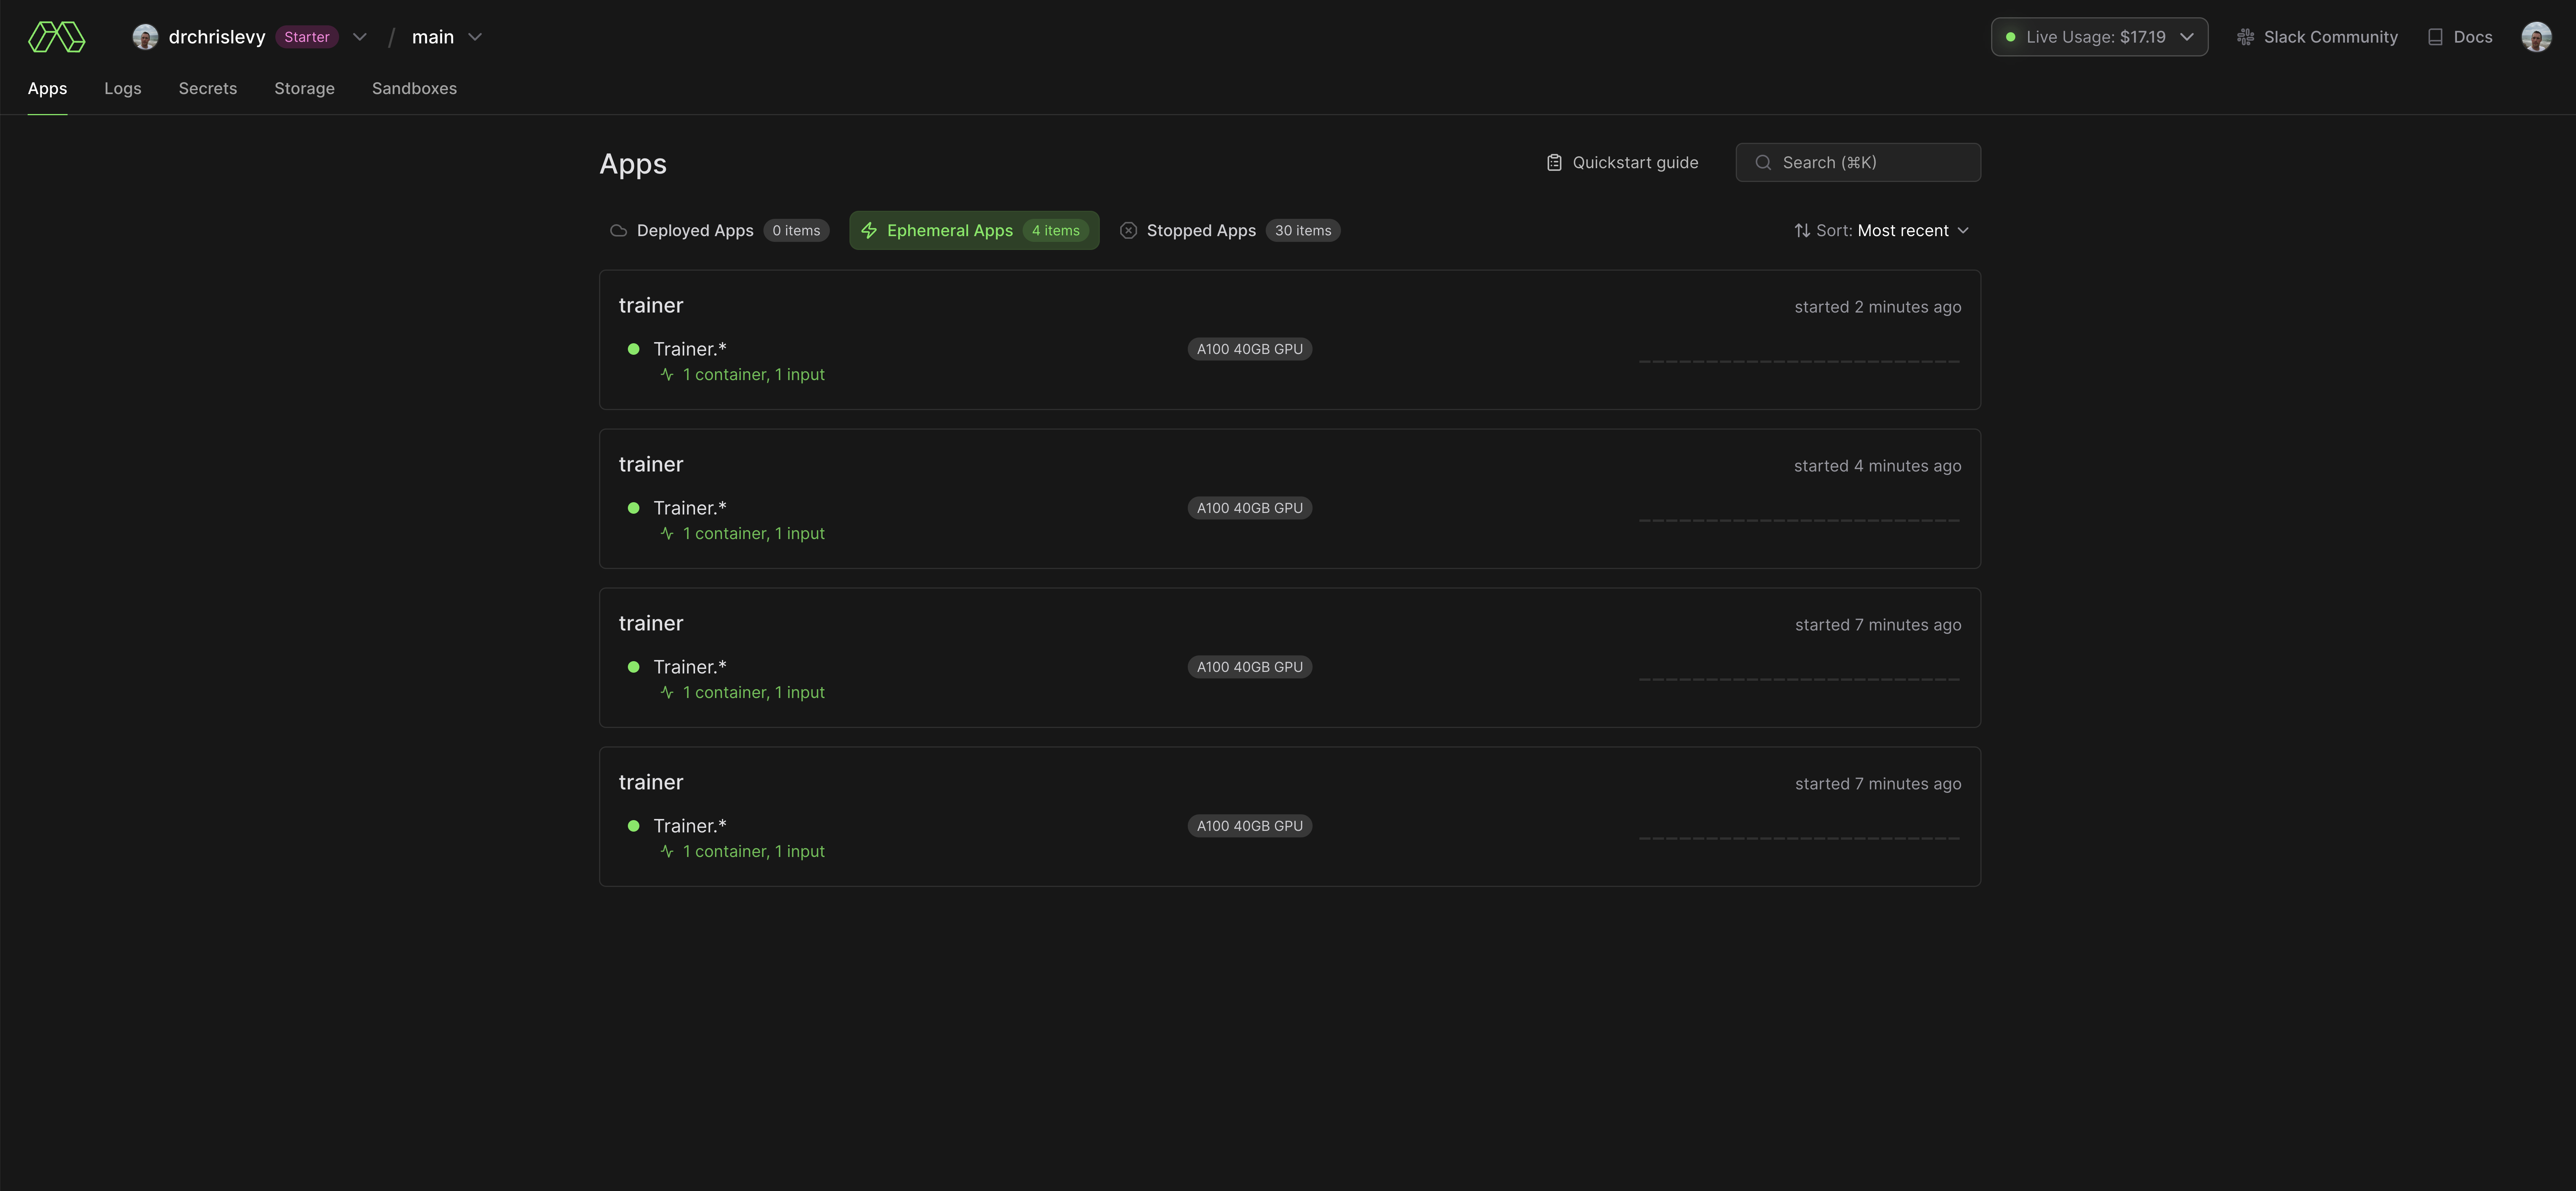 drchrislevy Starter / main Live Usage: $17.19 Slack Community Docs
Apps Logs Secrets Storage Sandboxes
Apps Quickstart guide Search (⌘K)
Deployed Apps 0 items Ephemeral Apps 4 items Stopped Apps 30 items Sort: Most recent
trainer started 2 minutes ago
Trainer.* A100 40GB GPU
1 container, 1 input
trainer started 4 minutes ago
Trainer.* A100 40GB GPU
1 container, 1 input
trainer started 7 minutes ago
Trainer.* A100 40GB GPU
1 container, 1 input
trainer started 7 minutes ago
Trainer.* A100 40GB GPU
1 container, 1 input